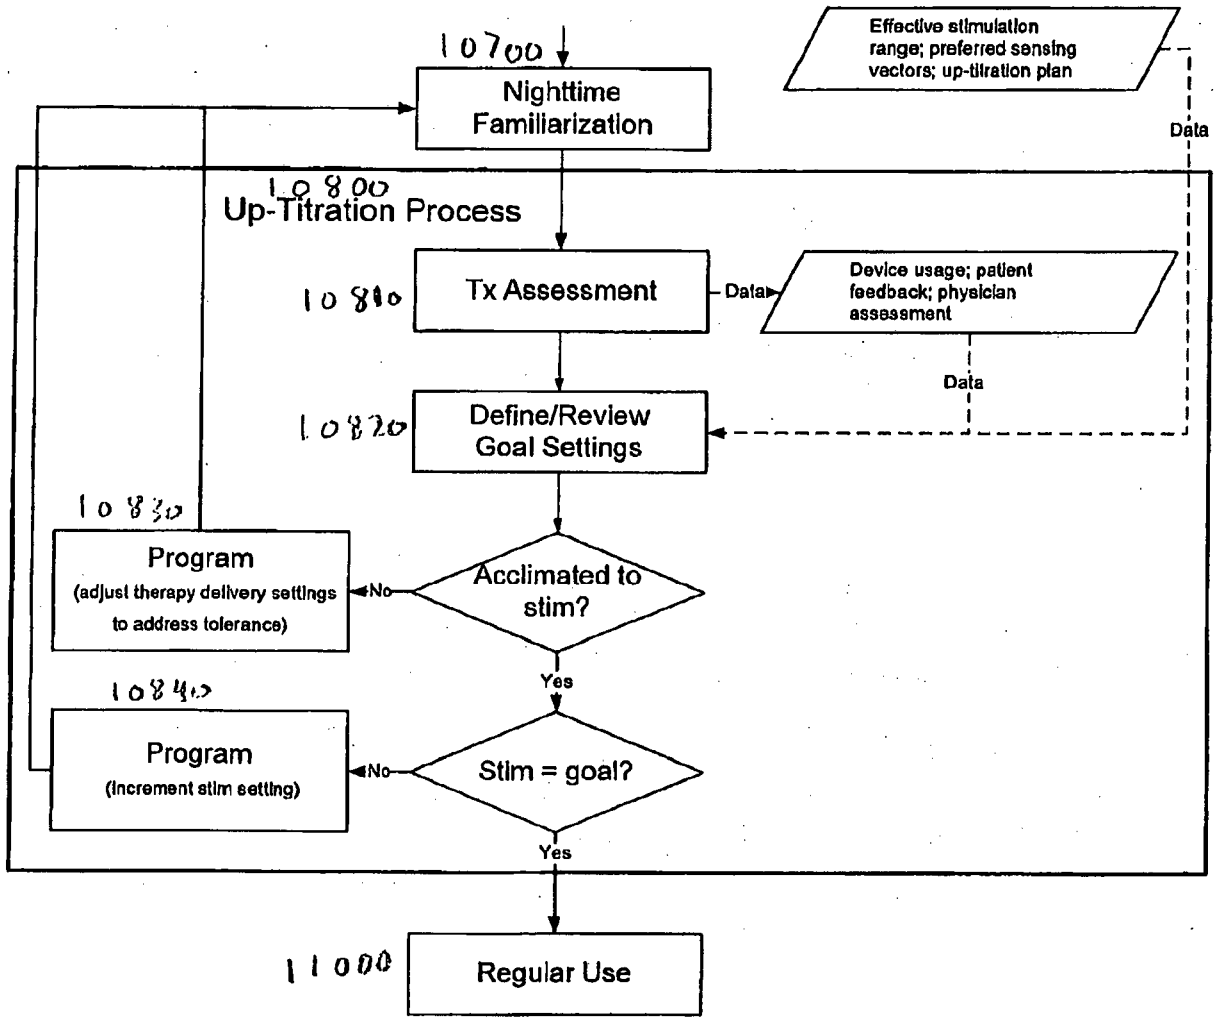 10700
Nighttime
Familiarization
Effective stimulation
range; preferred sensing
vectors; up-titration plan
Data
10800
Up-Titration Process
10810
Tx Assessment
Data
Device usage; patient
feedback; physician
assessment
Data
10820
Define/Review
Goal Settings
10830
Program
(adjust therapy delivery settings
to address tolerance)
No
Acclimated to
stim?
Yes
10840
Program
(increment stim setting)
No
Stim = goal?
Yes
11000
Regular Use